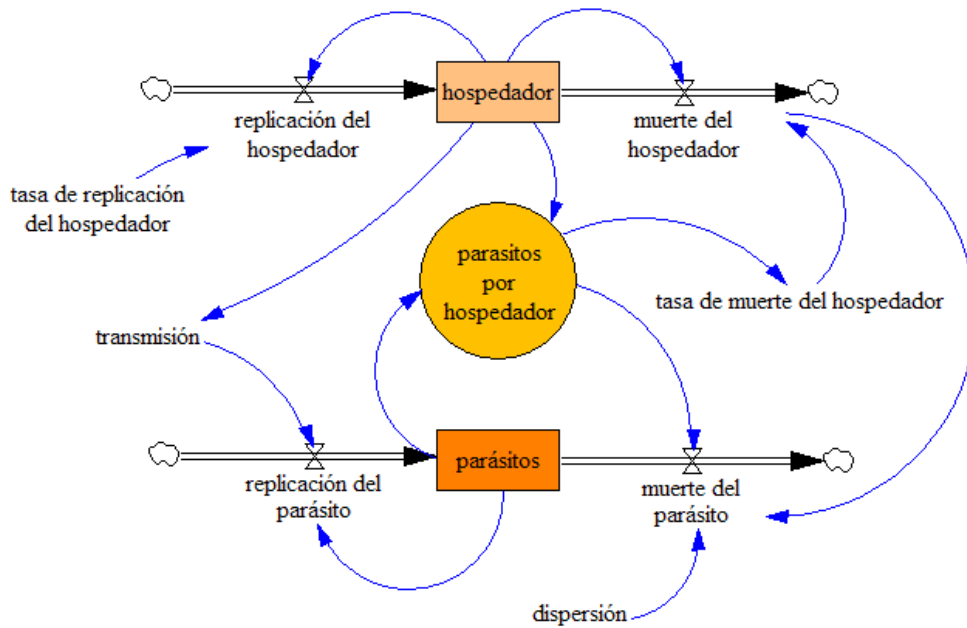 hospedador
replicación del
hospedador
muerte del
hospedador
tasa de replicación
del hospedador
parasitos
por
hospedador
tasa de muerte del hospedador
transmisión
parásitos
replicación del
parásito
muerte del
parásito
dispersión